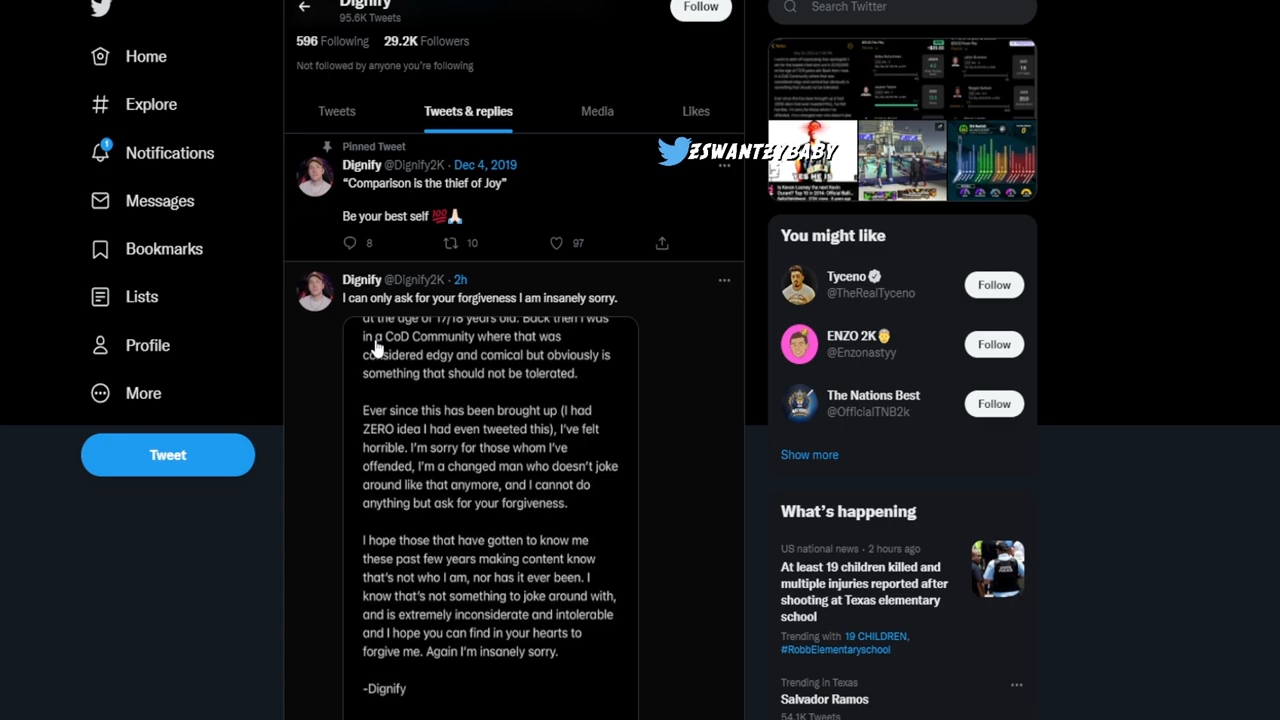 Dignify
95.6K Tweets
Follow
Search Twitter
Home
Explore
Notifications
Messages
Bookmarks
Lists
Profile
More
Tweet
596 Following 29.2K Followers
Not followed by anyone you're following
Tweets Tweets & replies Media Likes
Pinned Tweet
Dignify @DIgnify2K · Dec 4, 2019
“Comparison is the thief of Joy”
Be your best self 💯🙏🏻
8 10 97
ZSWANTZYBABY
Dignify @DIgnify2K · 2h
I can only ask for your forgiveness I am insanely sorry.
at the age of 17/18 years old. Back then I was
in a CoD Community where that was
considered edgy and comical but obviously is
something that should not be tolerated.
Ever since this has been brought up (I had
ZERO idea I had even tweeted this), I've felt
horrible. I'm sorry for those whom I've
offended, I'm a changed man who doesn't joke
around like that anymore, and I cannot do
anything but ask for your forgiveness.
I hope those that have gotten to know me
these past few years making content know
that's not who I am, nor has it ever been. I
know that's not something to joke around with,
and is extremely inconsiderate and intolerable
and I hope you can find in your hearts to
forgive me. Again I'm insanely sorry.
-Dignify
YES HE IS
You might like
Tyceno
@TheRealTyceno
Follow
ENZO 2K
@Enzonastyy
Follow
The Nations Best
@OfficialTNB2k
Follow
Show more
What's happening
US national news · 2 hours ago
At least 19 children killed and
multiple injuries reported after
shooting at Texas elementary
school
Trending with 19 CHILDREN,
#RobbElementaryschool
Trending in Texas
Salvador Ramos
54.1K Tweets